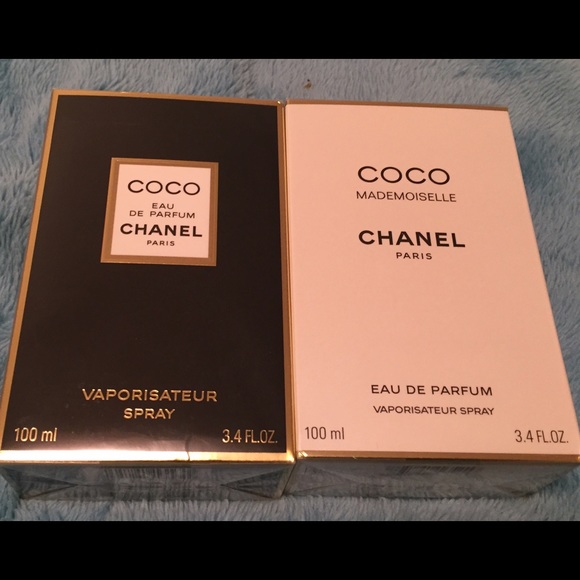 COCO
EAU
DE PARFUM
CHANEL
PARIS
VAPORISATEUR
SPRAY
100 ml
3.4 FL.OZ.
COCO
MADEMOISELLE
CHANEL
PARIS
EAU DE PARFUM
VAPORISATEUR SPRAY
100 ml
3.4 FL.OZ.